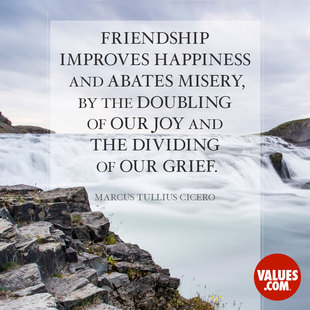 FRIENDSHIP
IMPROVES HAPPINESS
AND ABATES MISERY,
BY THE DOUBLING
OF OUR JOY AND
THE DIVIDING
OF OUR GRIEF.
MARCUS TULLIUS CICERO
VALUES
.COM